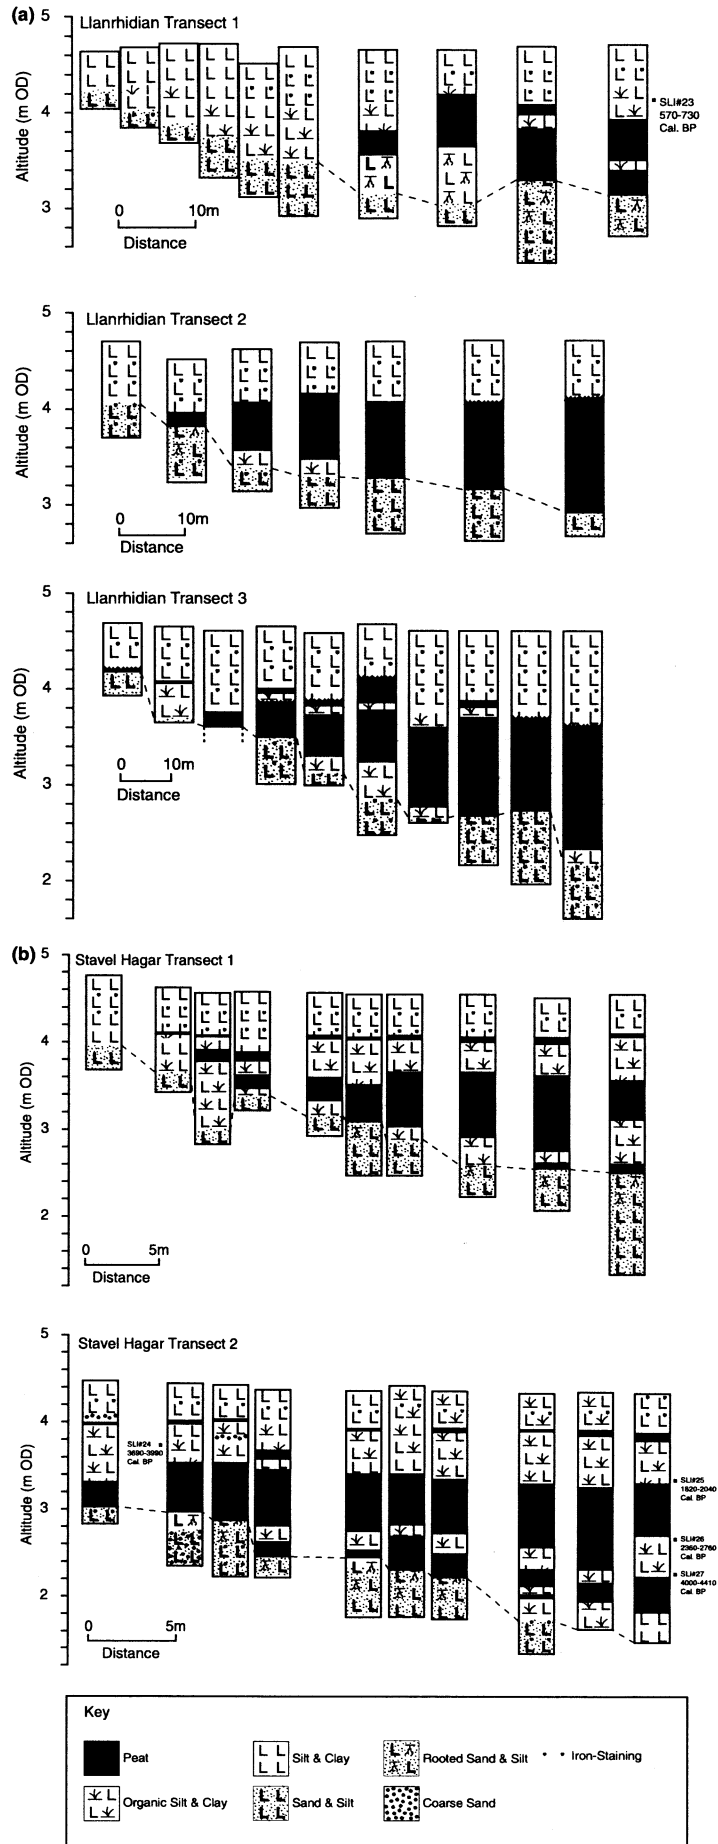 (a)
Llanrhidian Transect 1
5
4
3
Altitude (m OD)
SLI#23
570-730
Cal. BP
0 10m
Distance
Llanrhidian Transect 2
5
4
3
Altitude (m OD)
0 10m
Distance
Llanrhidian Transect 3
5
4
3
2
Altitude (m OD)
0 10m
Distance
(b)
Stavel Hagar Transect 1
5
4
3
2
Altitude (m OD)
0 5m
Distance
Stavel Hagar Transect 2
5
4
3
2
Altitude (m OD)
SLI#24
3690-3990
Cal. BP
SLI#25
1820-2040
Cal. BP
SLI#26
2360-2760
Cal. BP
SLI#27
4000-4410
Cal. BP
0 5m
Distance
Key
Peat
Silt & Clay
Rooted Sand & Silt
Iron-Staining
Organic Silt & Clay
Sand & Silt
Coarse Sand